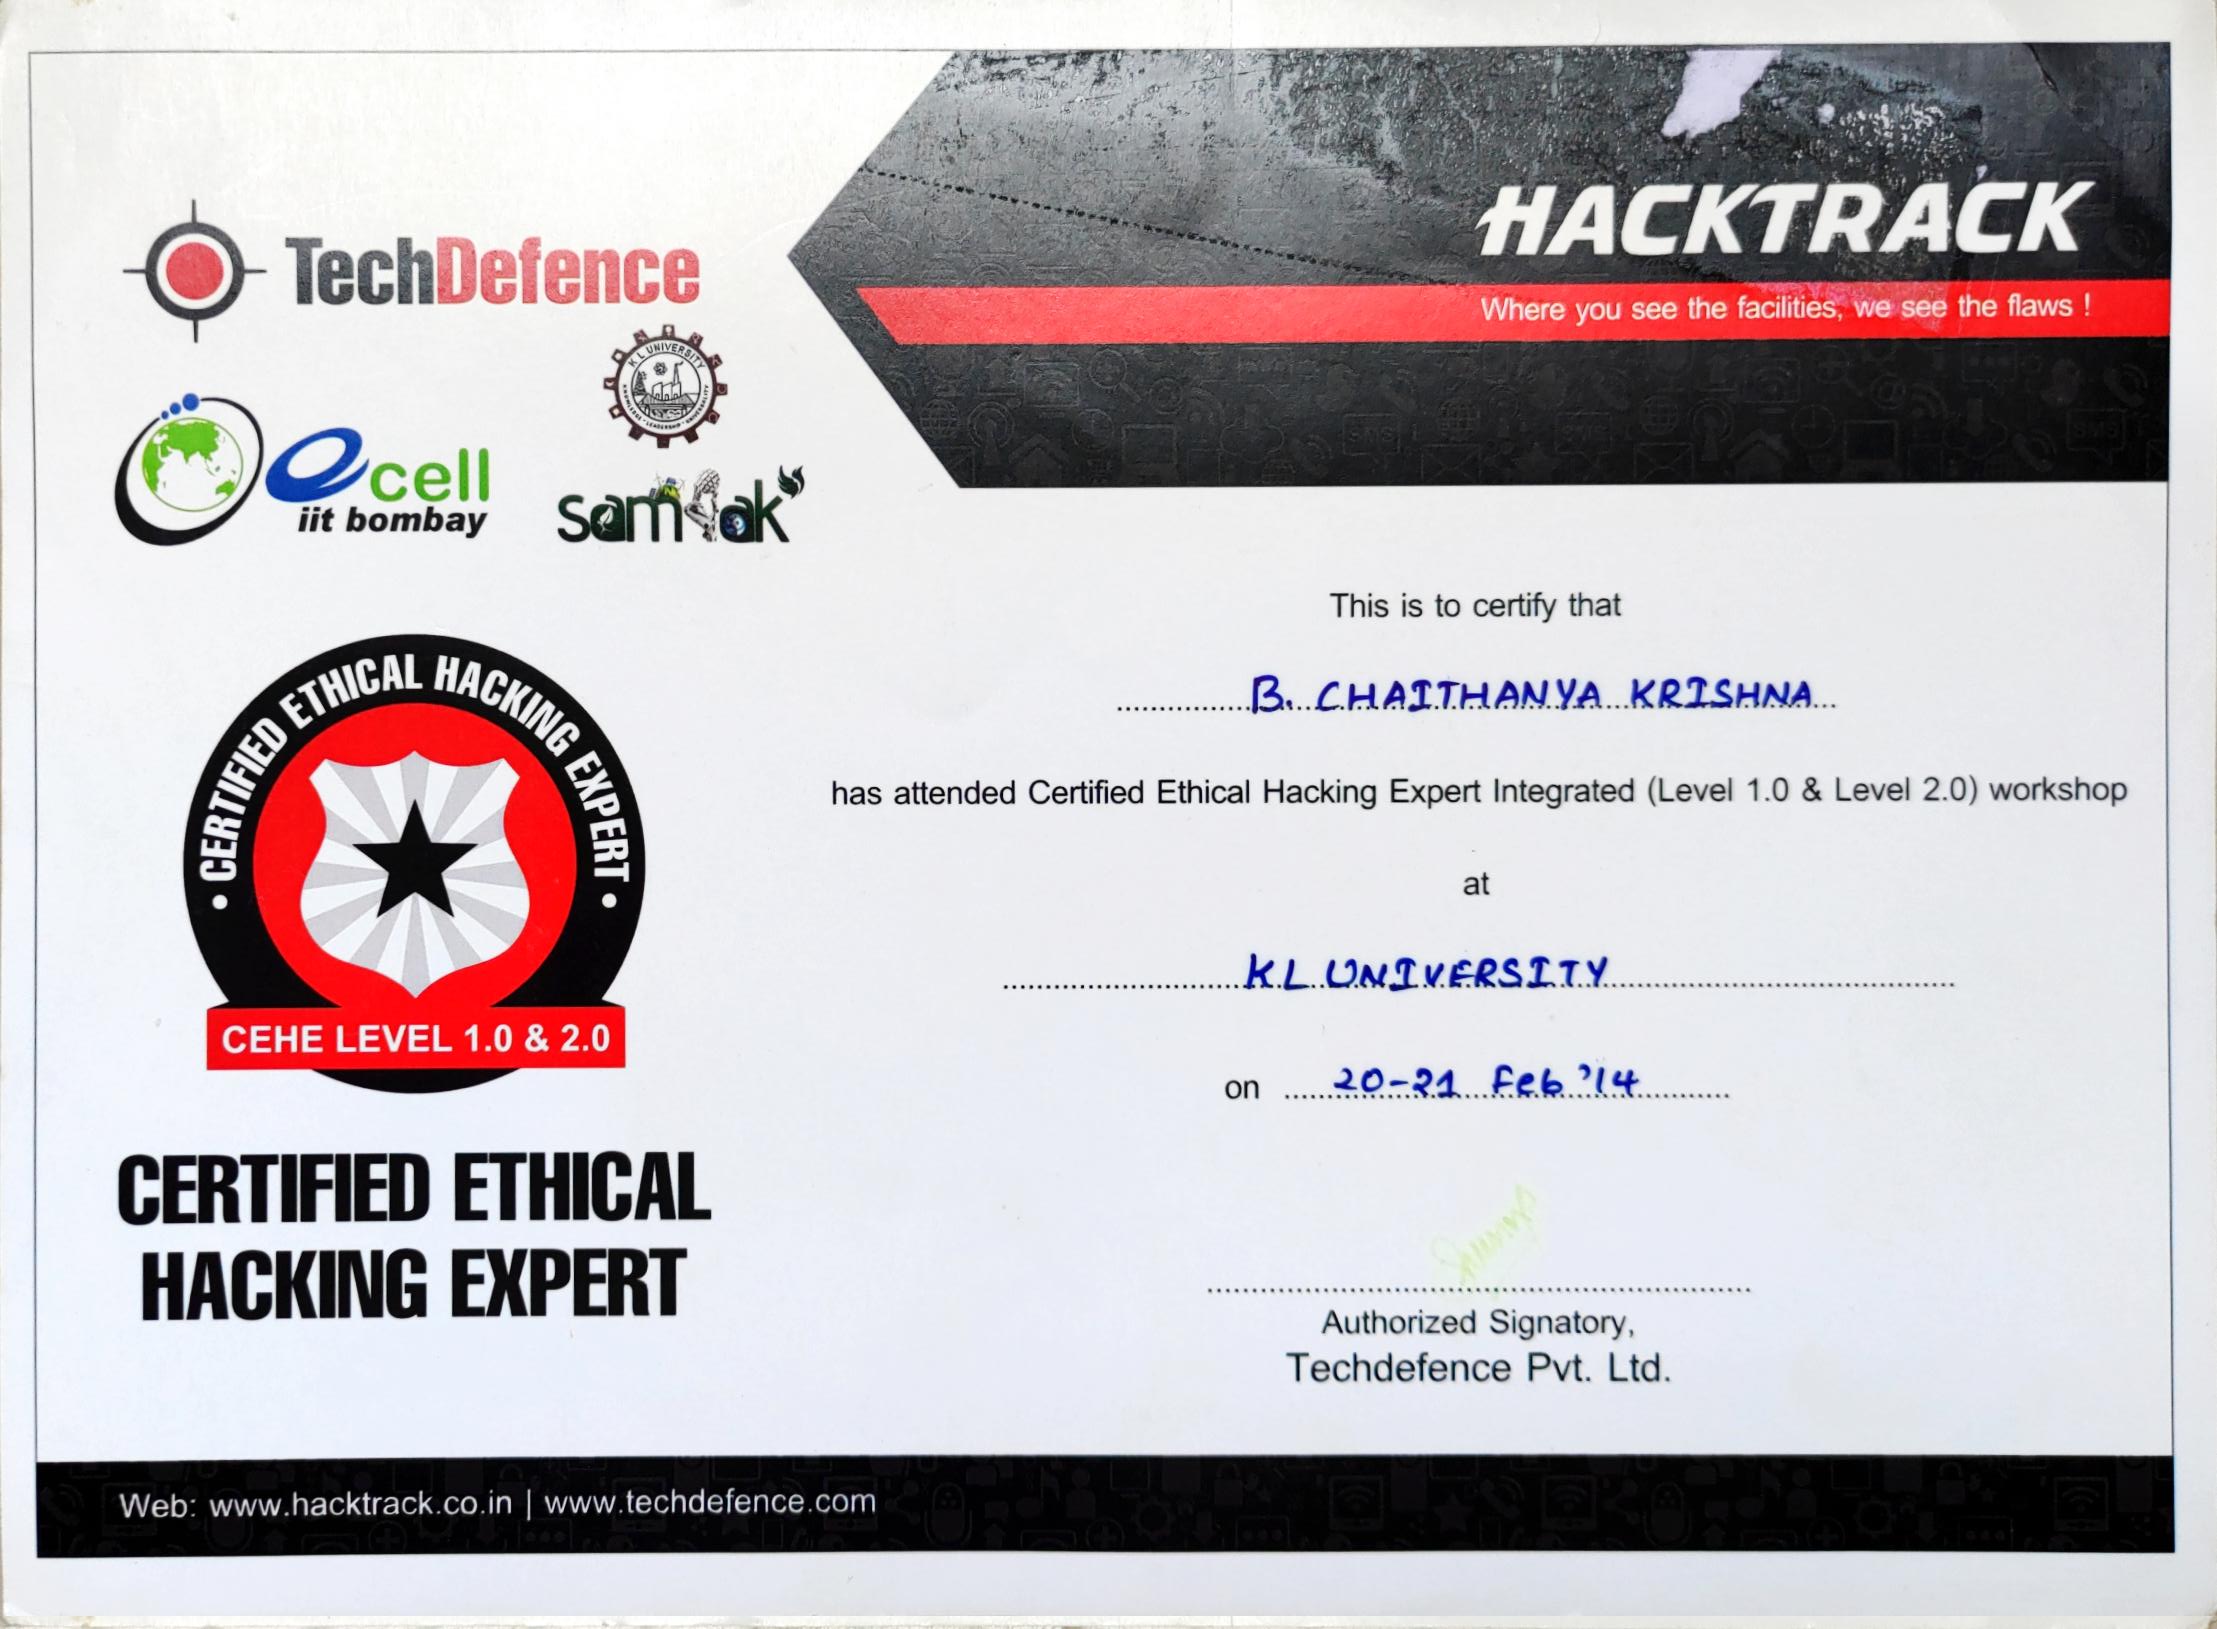 HACKTRACK
Where you see the facilities, we see the flaws !
TechDefence
K L UNIVERSITY
KNOWLEDGE · LEADERSHIP · UNIVERSALITY
ecell
iit bombay
samyak
This is to certify that
B. CHAITHANYA KRISHNA
has attended Certified Ethical Hacking Expert Integrated (Level 1.0 & Level 2.0) workshop
at
KL UNIVERSITY
on 20-21 Feb '14
• CERTIFIED ETHICAL HACKING EXPERT •
CEHE LEVEL 1.0 & 2.0
CERTIFIED ETHICAL
HACKING EXPERT
Authorized Signatory,
Techdefence Pvt. Ltd.
Web: www.hacktrack.co.in | www.techdefence.com